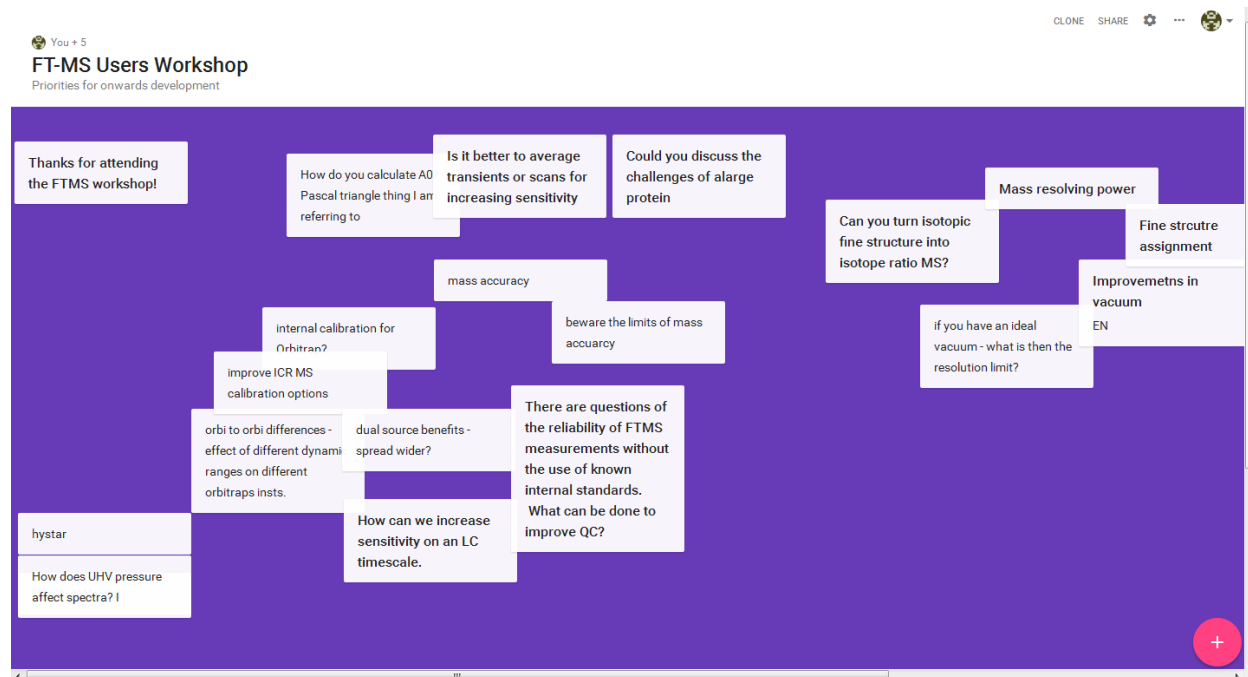 CLONE SHARE
You + 5
FT-MS Users Workshop
Priorities for onwards development
Thanks for attending
the FTMS workshop!
How do you calculate A0
Pascal triangle thing I am
referring to
Is it better to average
transients or scans for
increasing sensitivity
Could you discuss the
challenges of alarge
protein
Mass resolving power
Can you turn isotopic
fine structure into
isotope ratio MS?
Fine strcutre
assignment
Improvemetns in
vacuum
EN
if you have an ideal
vacuum - what is then the
resolution limit?
mass accuracy
beware the limits of mass
accuarcy
internal calibration for
Orbitrap?
improve ICR MS
calibration options
orbi to orbi differences -
effect of different dynami
ranges on different
orbitraps insts.
dual source benefits -
spread wider?
There are questions of
the reliability of FTMS
measurements without
the use of known
internal standards.
What can be done to
improve QC?
How can we increase
sensitivity on an LC
timescale.
hystar
How does UHV pressure
affect spectra? I